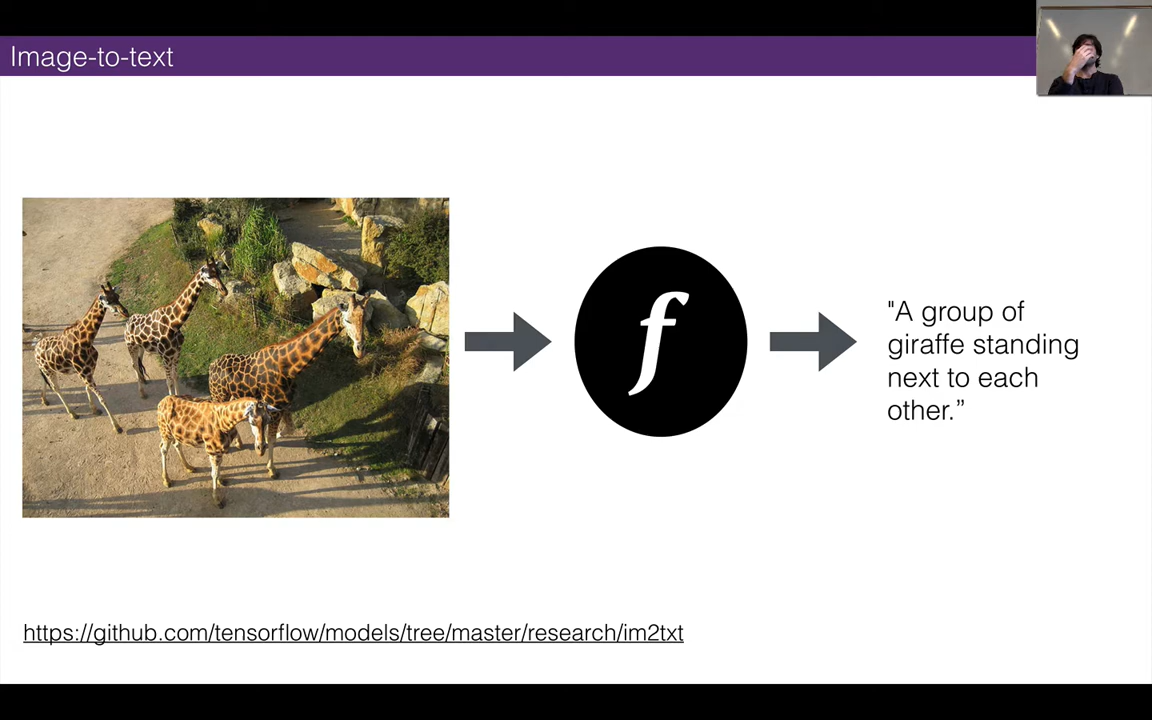 Image-to-text
f
"A group of
giraffe standing
next to each
other.”
https://github.com/tensorflow/models/tree/master/research/im2txt